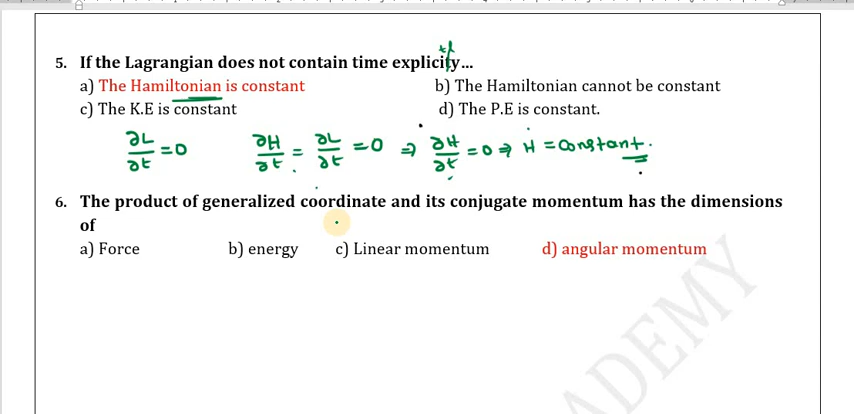 5. If the Lagrangian does not contain time explicity...
tl
a) The Hamiltonian is constant b) The Hamiltonian cannot be constant
c) The K.E is constant d) The P.E is constant.
∂L/∂t = 0 ∂H/∂t = ∂L/∂t = 0 ⇒ ∂H/∂t = 0 ⇒ H = constant.
6. The product of generalized coordinate and its conjugate momentum has the dimensions
of
a) Force b) energy c) Linear momentum d) angular momentum
ADEMY